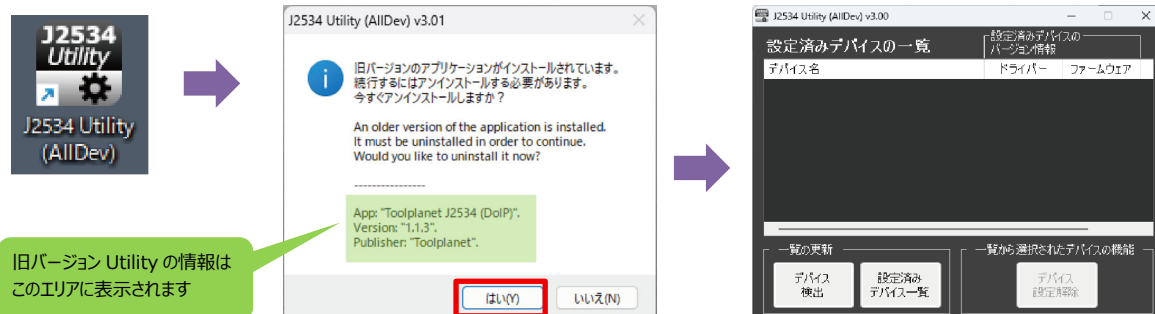 J2534
Utility
J2534 Utility
(AllDev)
旧バージョン Utility の情報は
このエリアに表示されます
J2534 Utility (AllDev) v3.01
旧バージョンのアプリケーションがインストールされています。
続行するにはアンインストールする必要があります。
今すぐアンインストールしますか？
An older version of the application is installed.
It must be uninstalled in order to continue.
Would you like to uninstall it now?
----------------
App: "Toolplanet J2534 (DoIP)".
Version: "1.1.3".
Publisher: "Toolplanet".
はい(Y)
いいえ(N)
J2534 Utility (AllDev) v3.00
設定済みデバイスの一覧
設定済みデバイスの
バージョン情報
デバイス名
ドライバー
ファームウェア
一覧の更新
デバイス
検出
設定済み
デバイス一覧
一覧から選択されたデバイスの機能
デバイス
設定解除